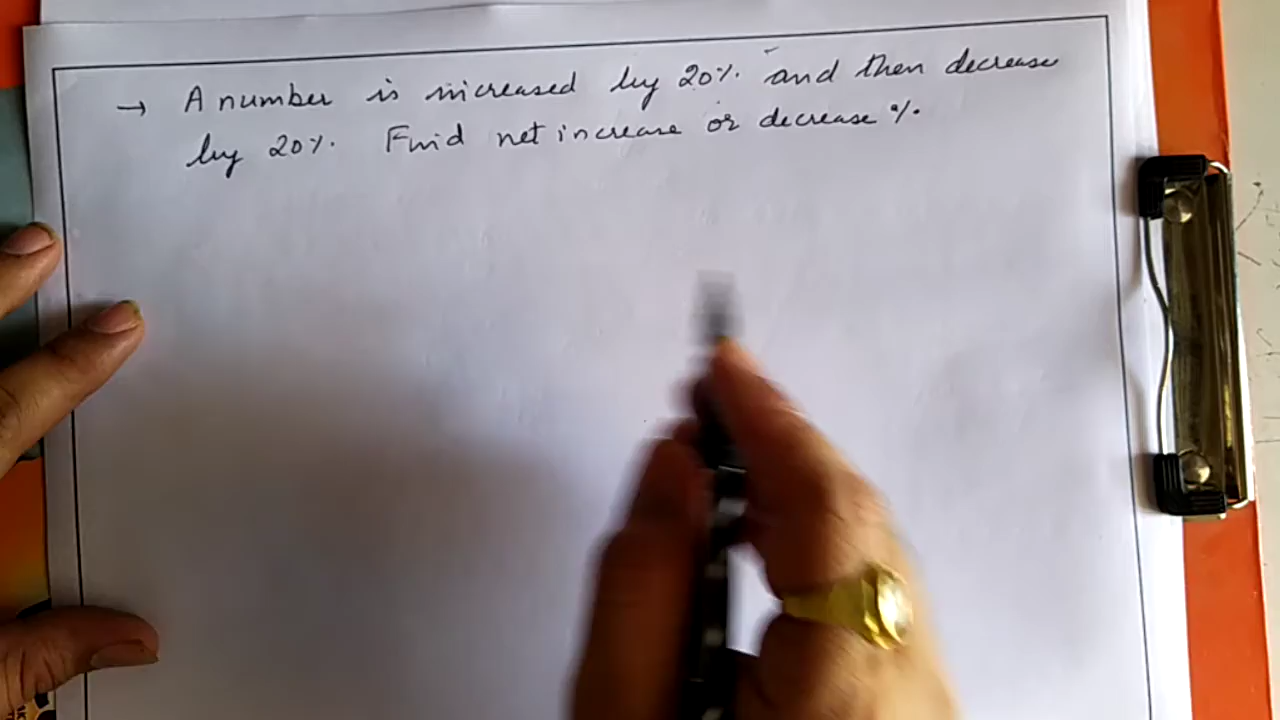 → A number is increased by 20%. and then decrease
by 20%. Find net increase or decrease %.